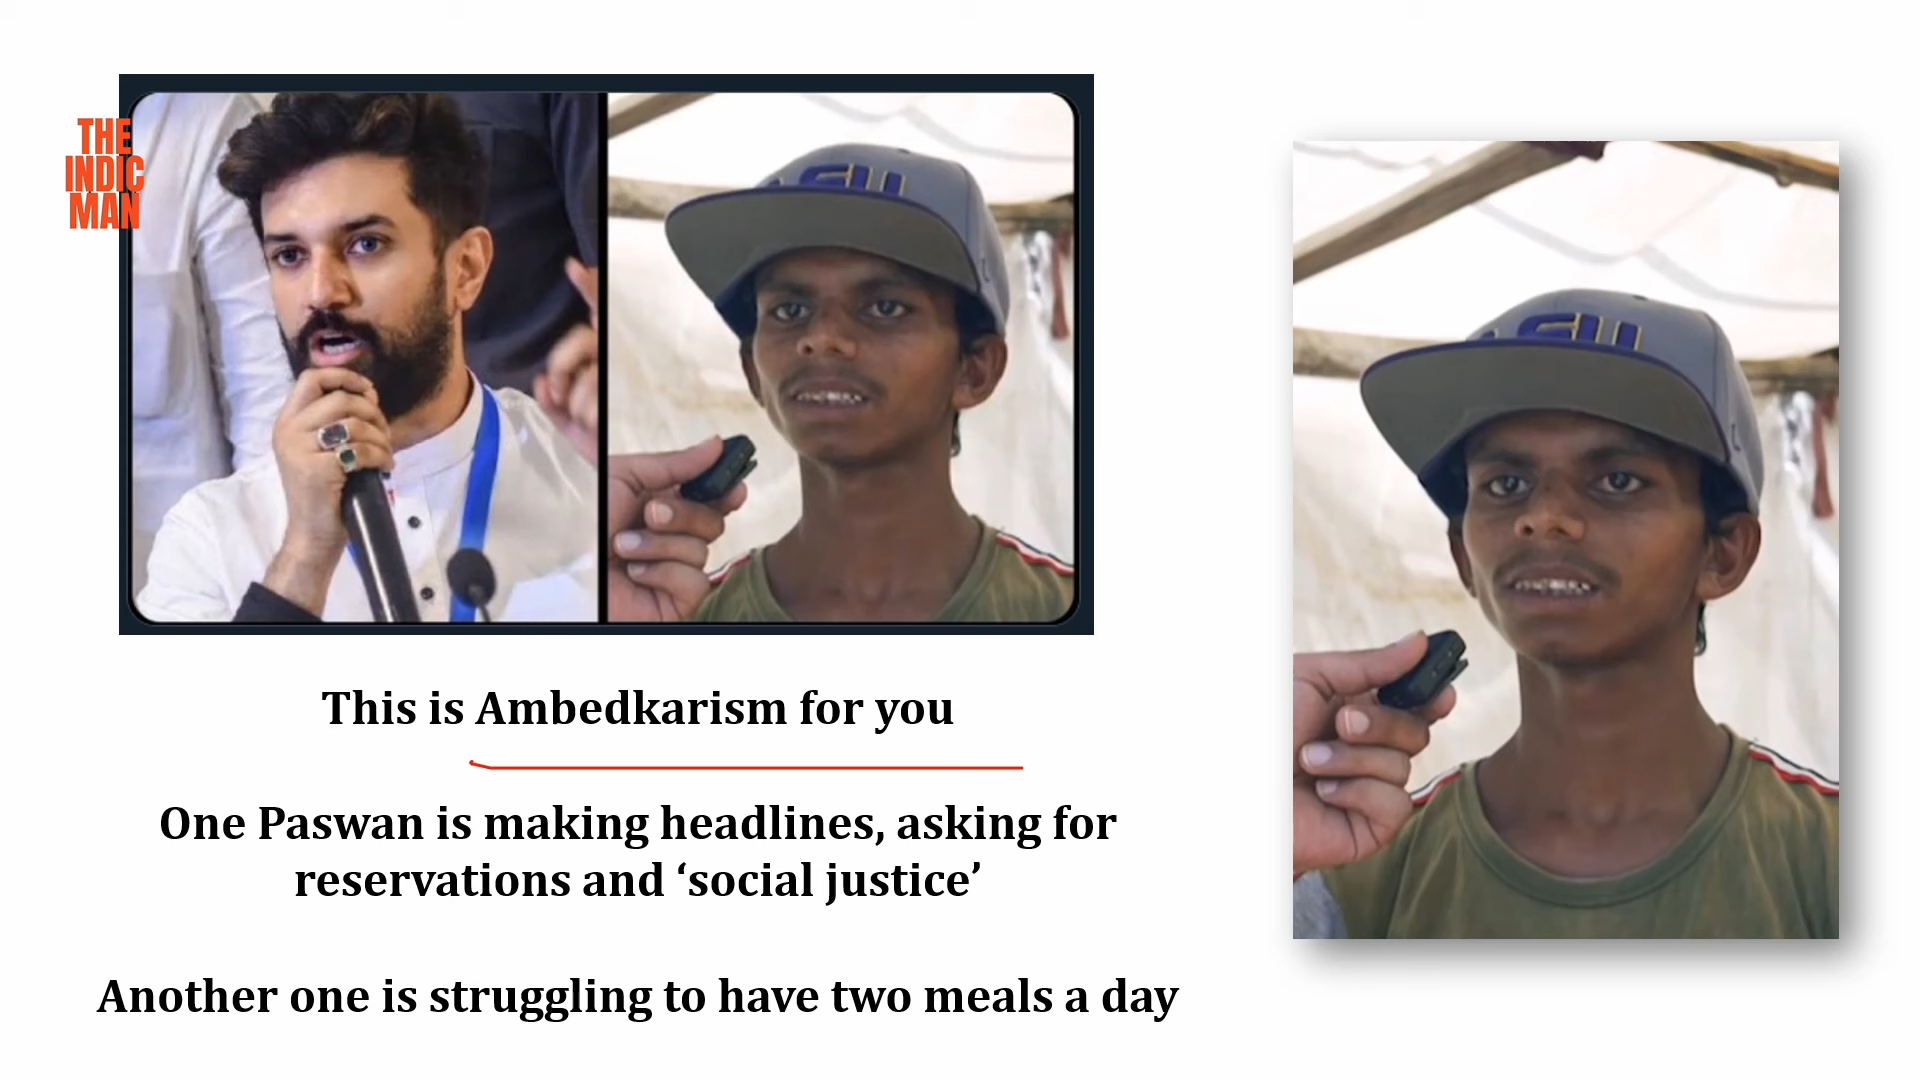 THE
INDIC
MAN
This is Ambedkarism for you
One Paswan is making headlines, asking for
reservations and ‘social justice’
Another one is struggling to have two meals a day